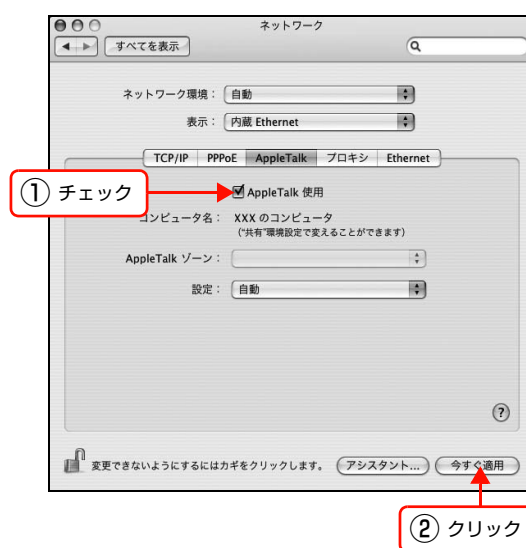 ネットワーク
すべてを表示
ネットワーク環境： 自動
表示： 内蔵 Ethernet
TCP/IP PPPoE AppleTalk プロキシ Ethernet
① チェック
AppleTalk 使用
コンピュータ名： XXX のコンピュータ
("共有"環境設定で変えることができます)
AppleTalk ゾーン：
設定： 自動
?
変更できないようにするにはカギをクリックします。 アシスタント... 今すぐ適用
② クリック